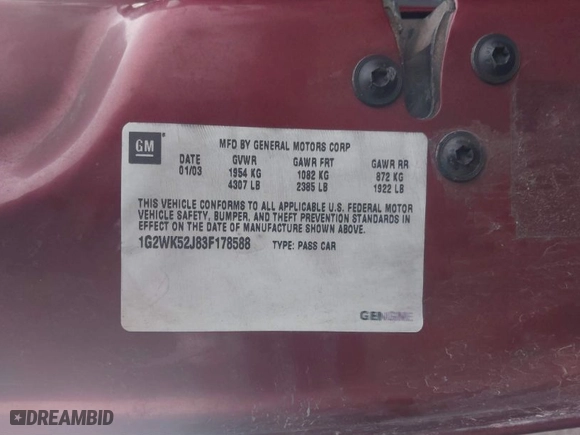 GM
MFD BY GENERAL MOTORS CORP
DATE GVWR GAWR FRT GAWR RR
01/03 1954 KG 1082 KG 872 KG
4307 LB 2385 LB 1922 LB
THIS VEHICLE CONFORMS TO ALL APPLICABLE U.S. FEDERAL MOTOR
VEHICLE SAFETY, BUMPER, AND THEFT PREVENTION STANDARDS IN
EFFECT ON THE DATE OF MANUFACTURE SHOWN ABOVE.
1G2WK52J83F178588 TYPE: PASS CAR
DREAMBID